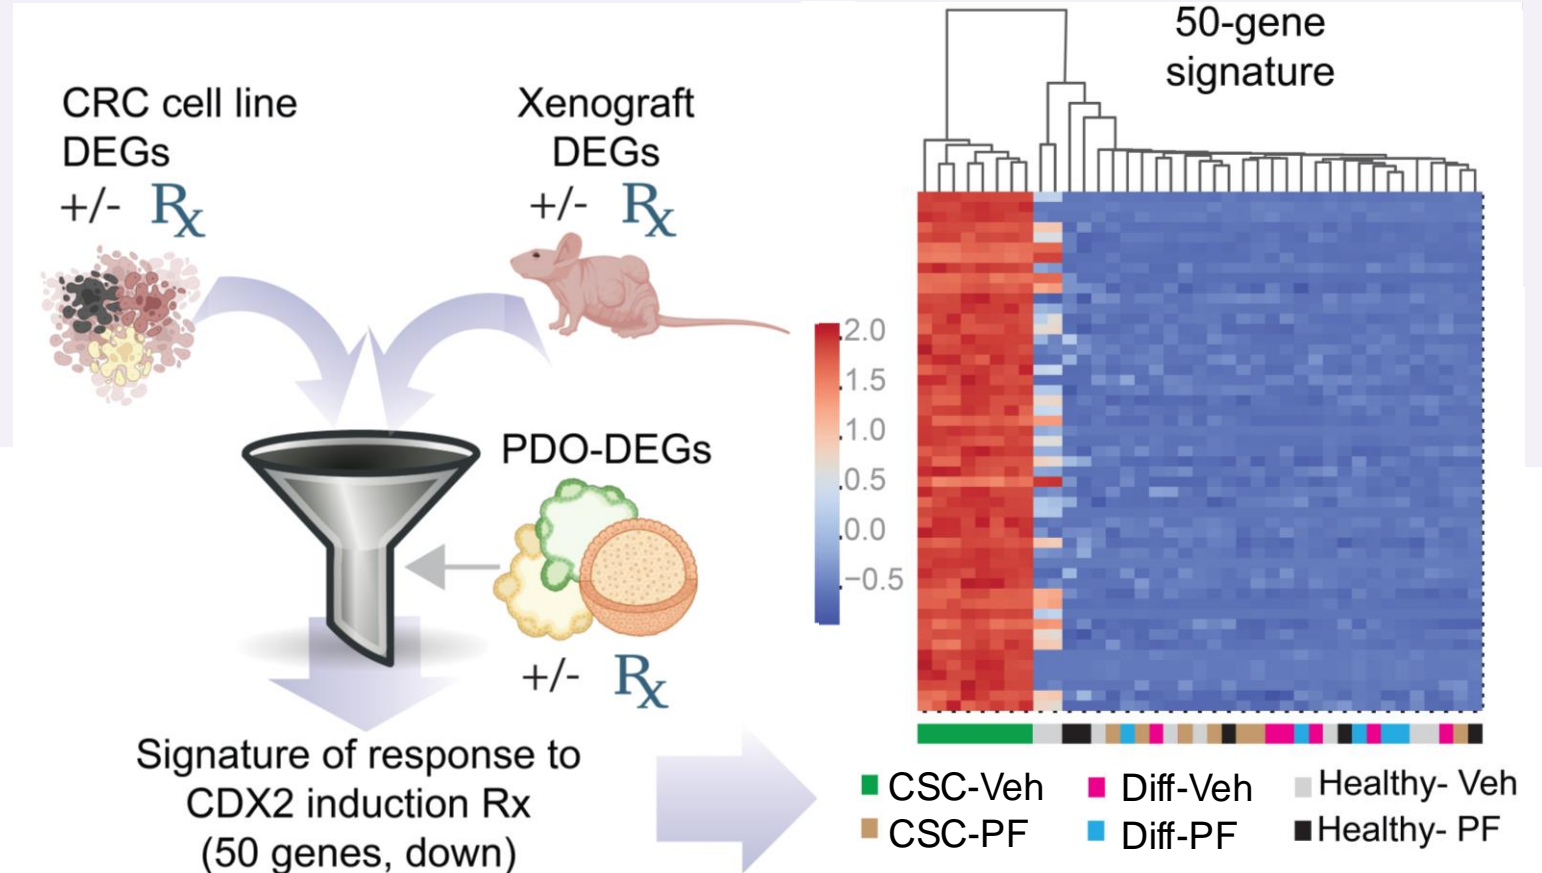 CRC cell line
DEGs
+/- Rx
Xenograft
DEGs
+/- Rx
PDO-DEGs
+/- Rx
Signature of response to
CDX2 induction Rx
(50 genes, down)
50-gene
signature
2.0
1.5
1.0
0.5
0.0
−0.5
CSC-Veh
CSC-PF
Diff-Veh
Diff-PF
Healthy- Veh
Healthy- PF